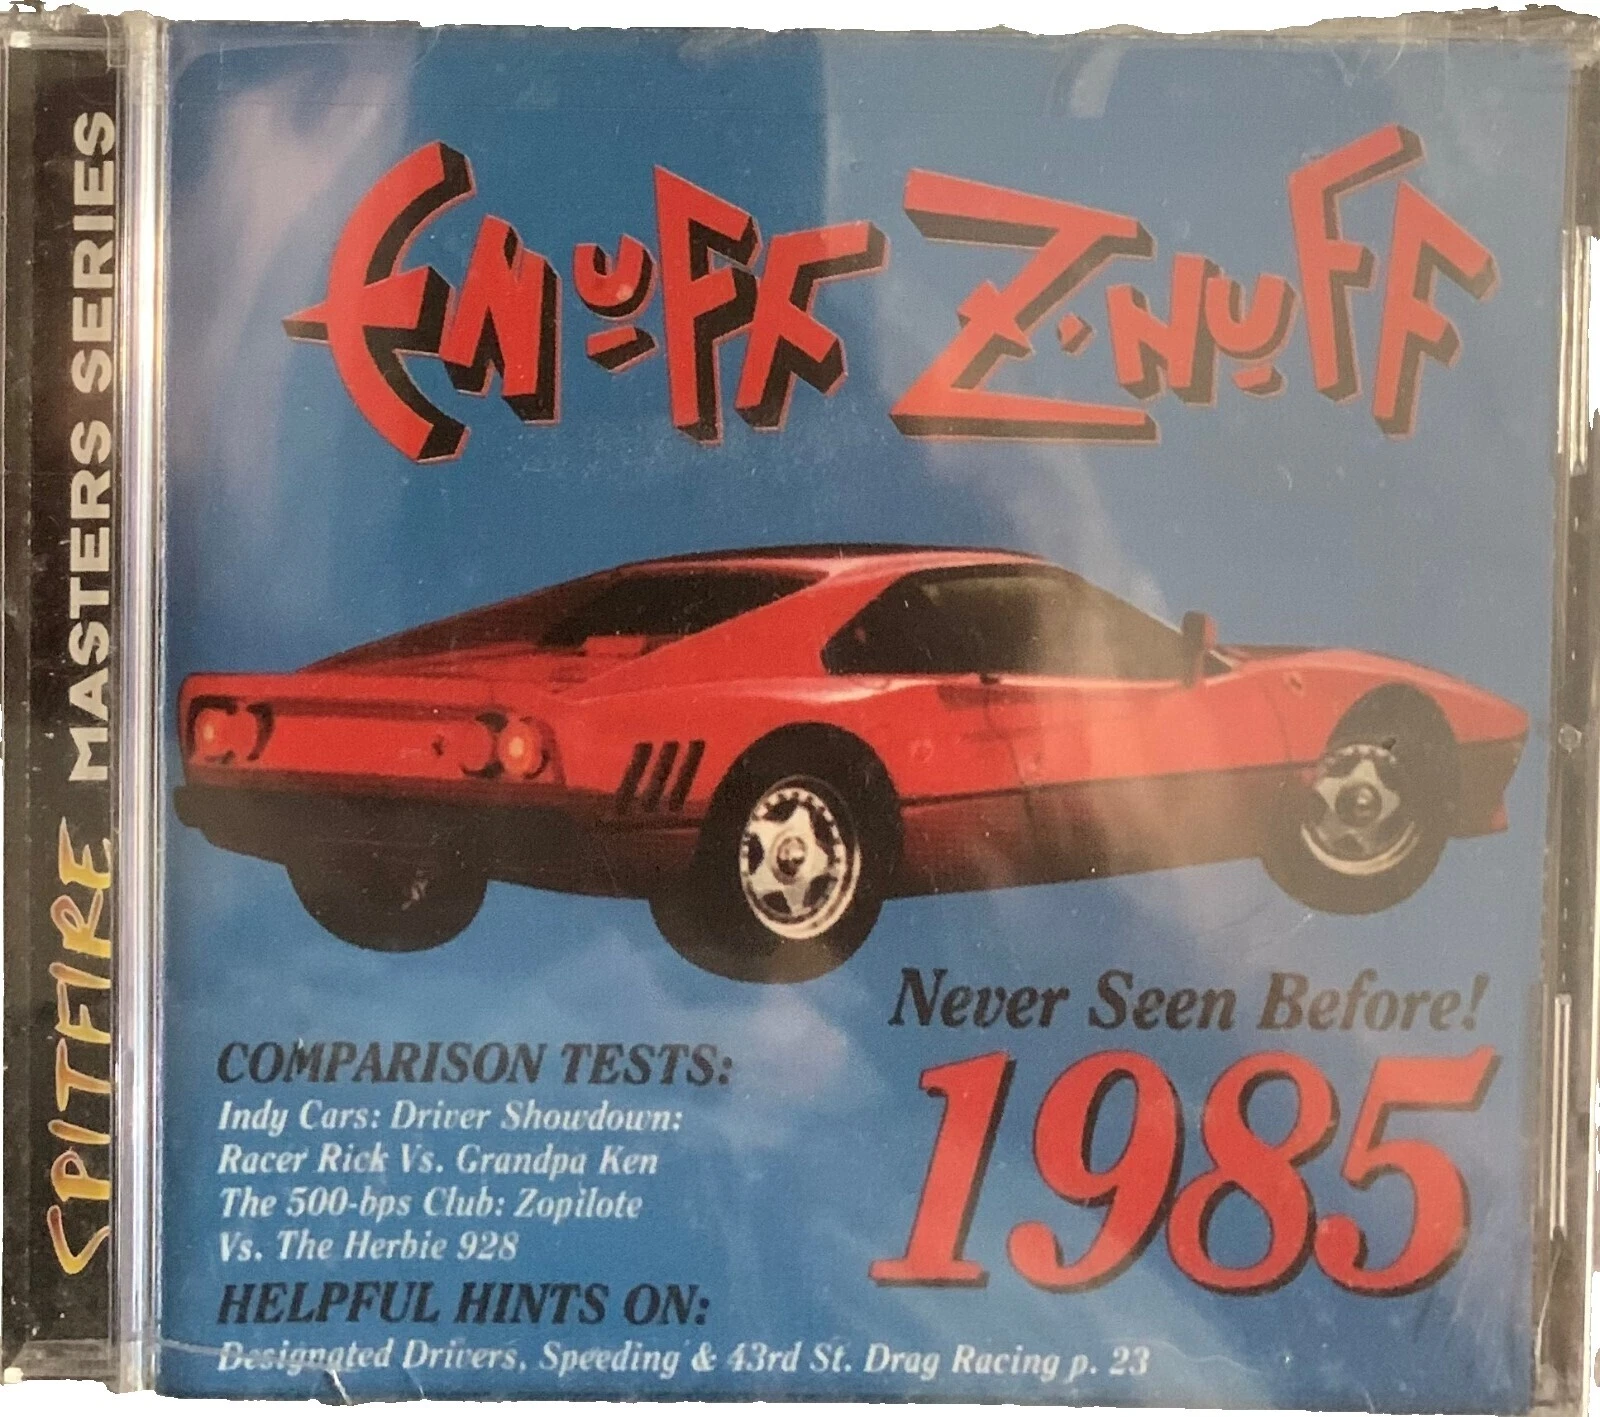 SPITFIRE MASTERS SERIES
ENUFF Z·NUFF
Never Seen Before!
1985
COMPARISON TESTS:
Indy Cars: Driver Showdown:
Racer Rick Vs. Grandpa Ken
The 500-bps Club: Zopilote
Vs. The Herbie 928
HELPFUL HINTS ON:
Designated Drivers, Speeding & 43rd St. Drag Racing p. 23